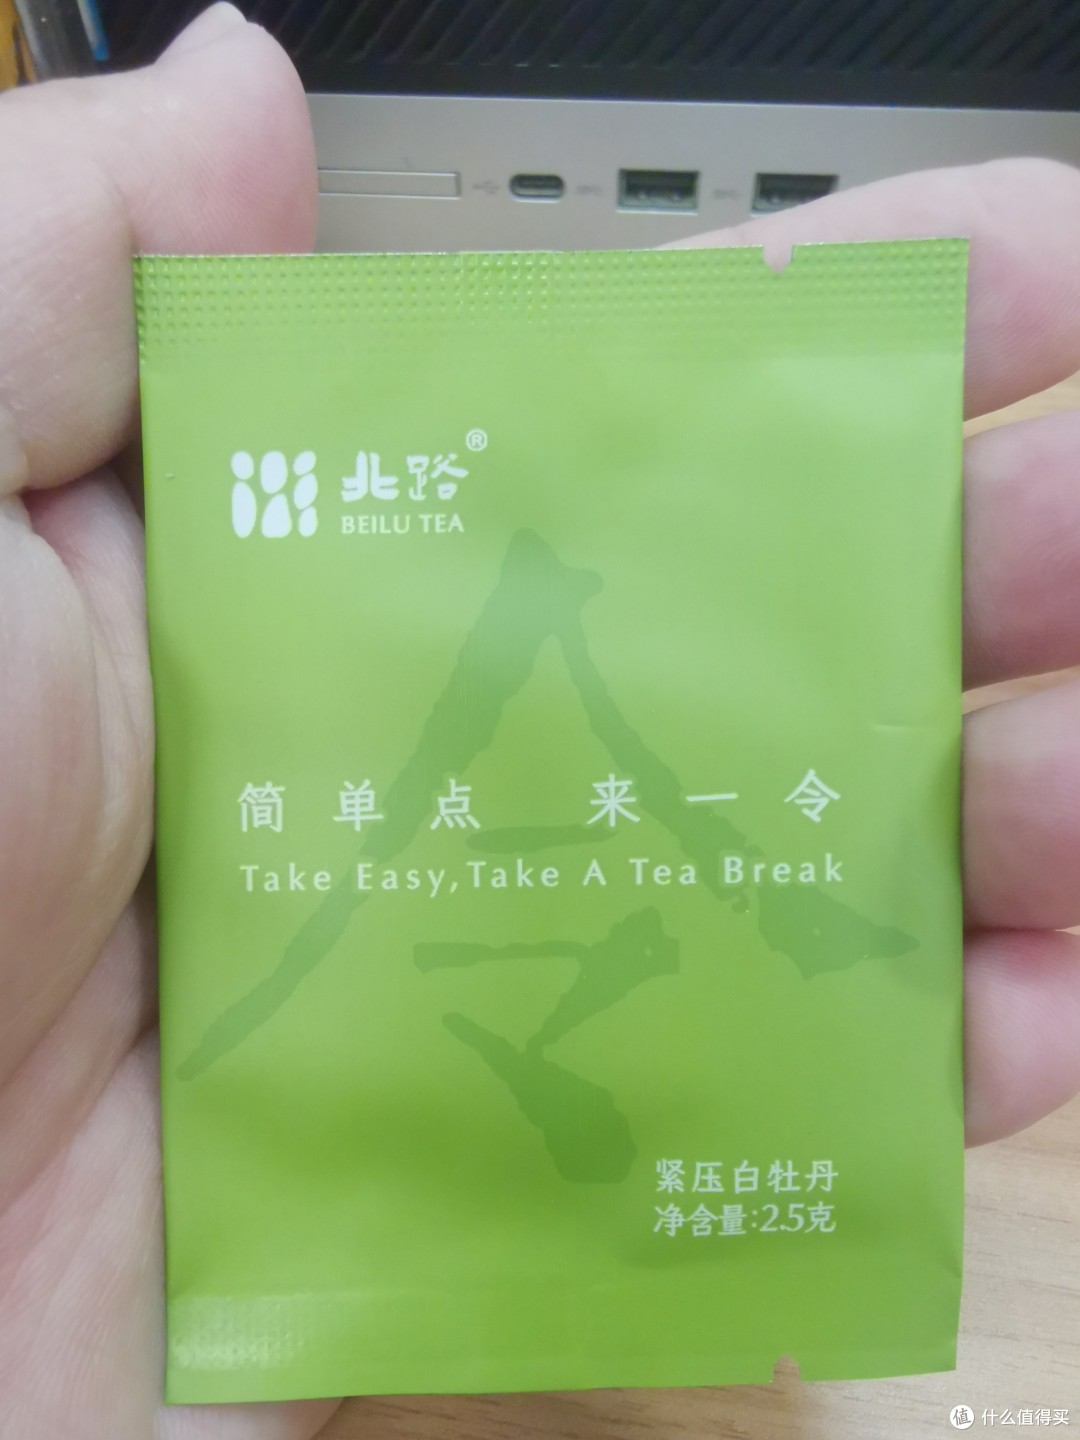 北路®
BEILU TEA
令
简单点 来一令
Take Easy,Take A Tea Break
紧压白牡丹
净含量:2.5克
值 什么值得买